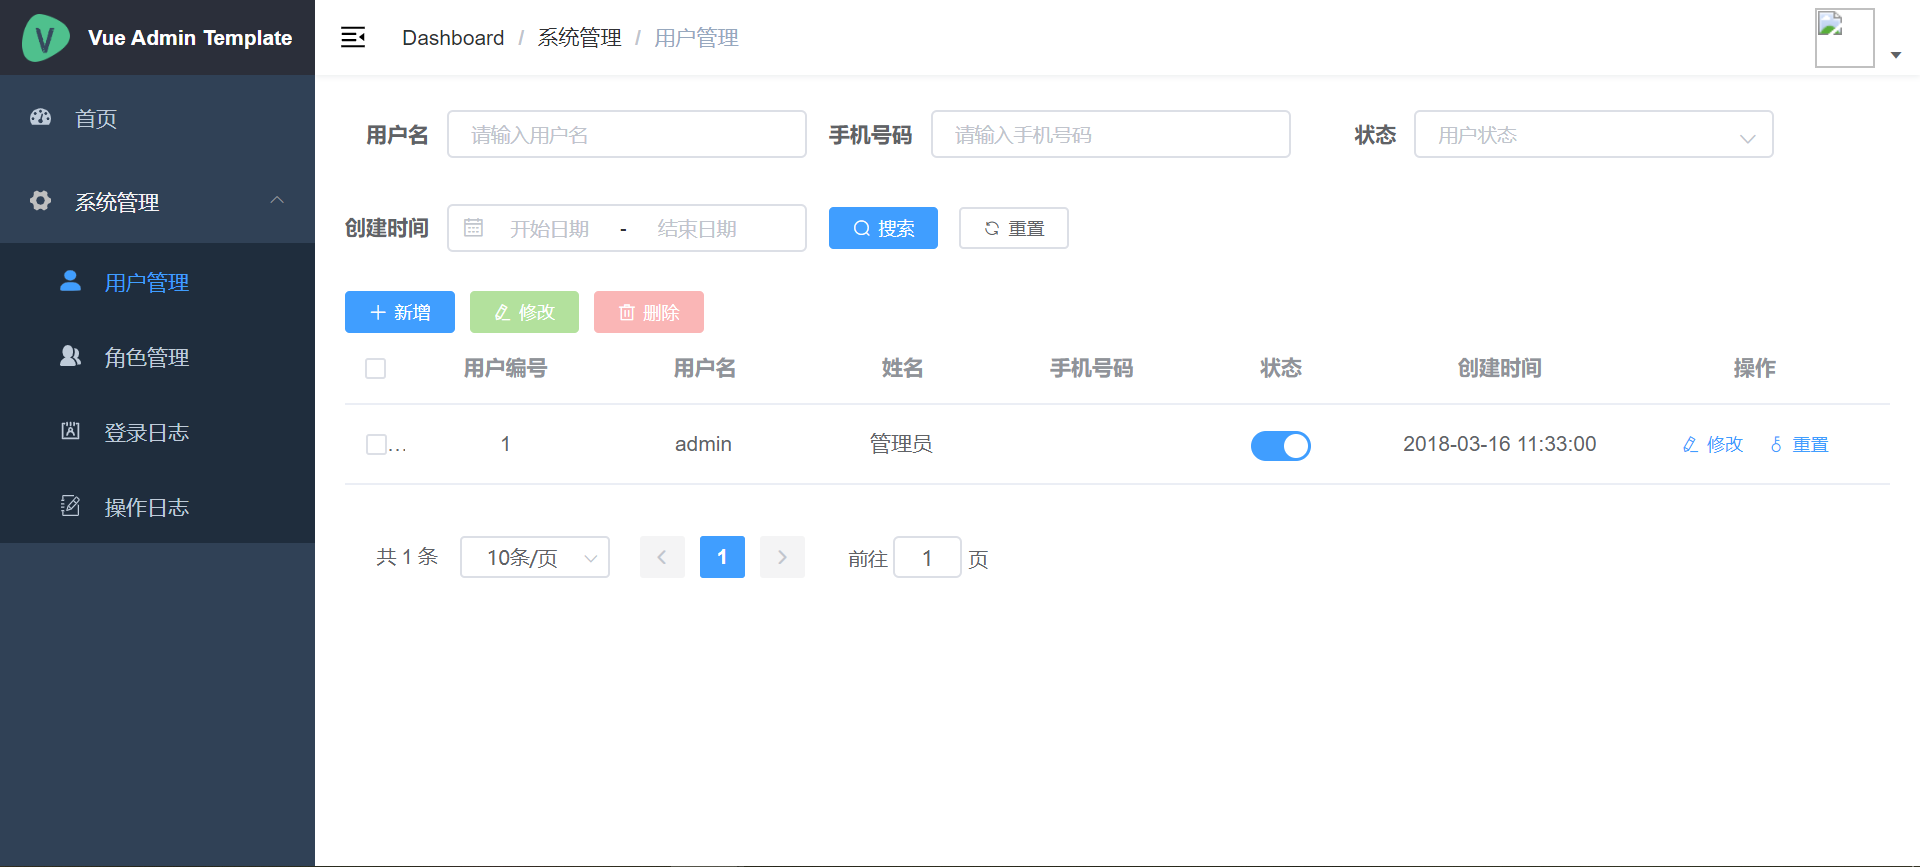 Vue Admin Template
Dashboard / 系统管理 / 用户管理
首页
系统管理
用户管理
角色管理
登录日志
操作日志
用户名 请输入用户名 手机号码 请输入手机号码 状态 用户状态
创建时间 开始日期 - 结束日期 搜索 重置
新增 修改 删除
用户编号 用户名 姓名 手机号码 状态 创建时间 操作
... 1 admin 管理员 2018-03-16 11:33:00 修改 重置
共 1 条 10条/页 1 前往 1 页